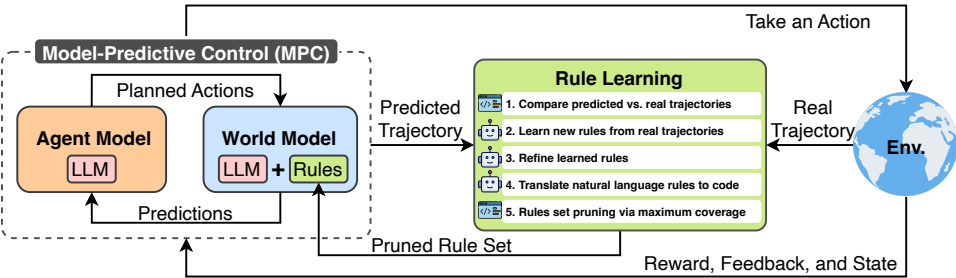 Take an Action
Model-Predictive Control (MPC)
Planned Actions
Agent Model
LLM
World Model
LLM + Rules
Predictions
Predicted
Trajectory
Rule Learning
1. Compare predicted vs. real trajectories
2. Learn new rules from real trajectories
3. Refine learned rules
4. Translate natural language rules to code
5. Rules set pruning via maximum coverage
Real
Trajectory
Env.
Pruned Rule Set
Reward, Feedback, and State